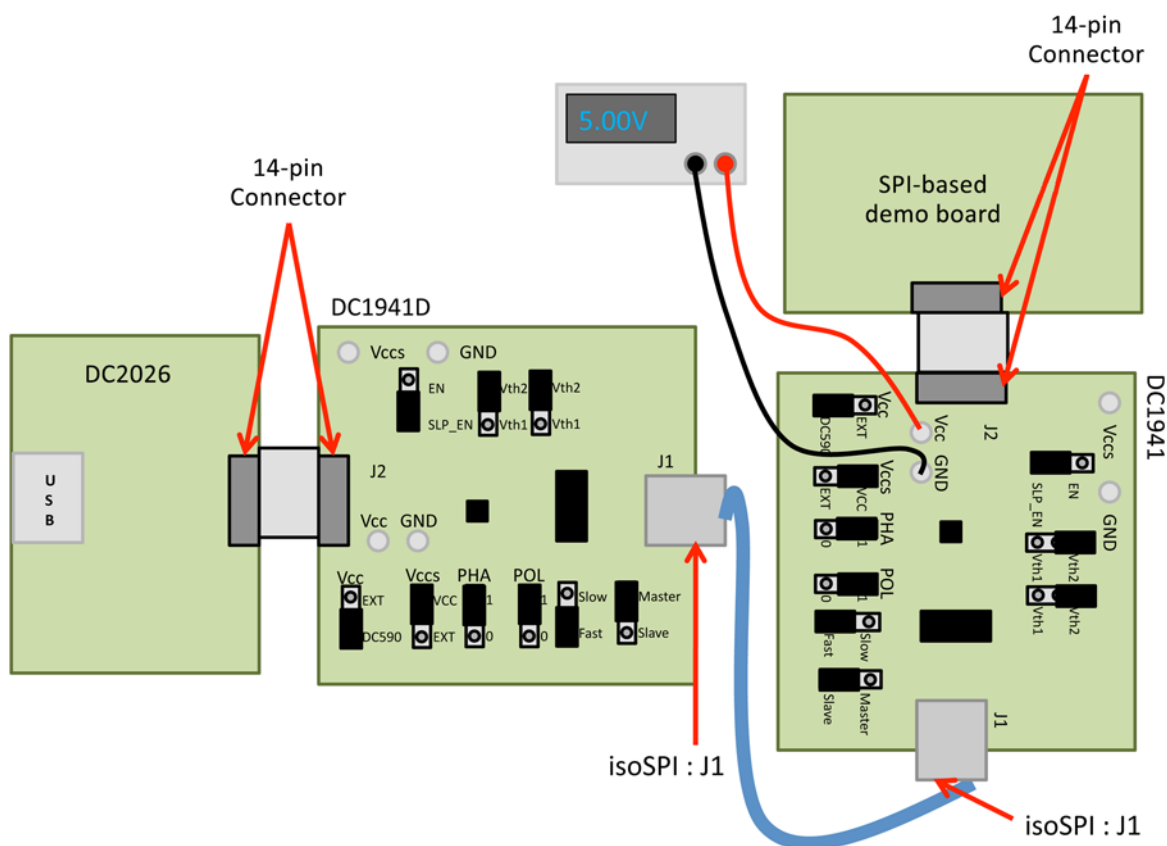 14-pin
Connector
5.00V
SPI-based
demo board
14-pin
Connector
DC1941D
Vccs
GND
EN
SLP_EN
Vth2
Vth1
Vth2
Vth1
DC2026
USB
J2
J1
Vcc
GND
Vcc
EXT
DC590
Vccs
VCC
EXT
PHA
1
0
POL
1
0
Slow
Fast
Master
Slave
isoSPI : J1
DC1941
Vcc
DC590
EXT
Vcc
GND
J2
Vccs
Vccs
EXT
VCC
SLP_EN
EN
GND
PHA
0
1
Vth1
Vth2
POL
0
1
Vth1
Vth2
Fast
Slow
Slave
Master
J1
isoSPI : J1